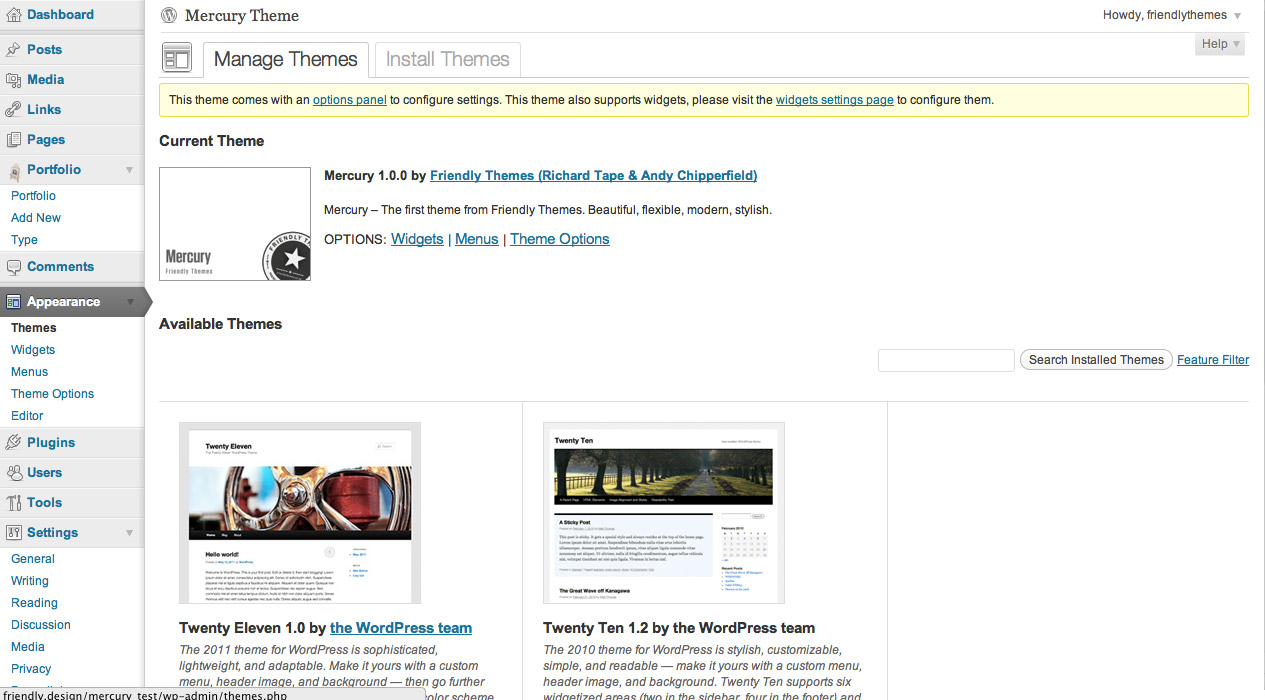 Dashboard
Posts
Media
Links
Pages
Portfolio
Portfolio
Add New
Type
Comments
Appearance
Themes
Widgets
Menus
Theme Options
Editor
Plugins
Users
Tools
Settings
General
Writing
Reading
Discussion
Media
Privacy
friendly.design/mercury_test/wp-admin/themes.php
Mercury Theme
Howdy, friendlythemes
Help
Manage Themes
Install Themes
This theme comes with an options panel to configure settings. This theme also supports widgets, please visit the widgets settings page to configure them.
Current Theme
Mercury
Friendly Themes
FRIENDLY
Mercury 1.0.0 by Friendly Themes (Richard Tape & Andy Chipperfield)
Mercury – The first theme from Friendly Themes. Beautiful, flexible, modern, stylish.
OPTIONS: Widgets | Menus | Theme Options
Available Themes
Search Installed Themes
Feature Filter
Twenty Eleven
Hello world!
Twenty Eleven 1.0 by the WordPress team
The 2011 theme for WordPress is sophisticated,
lightweight, and adaptable. Make it yours with a custom
menu, header image, and background — then go further
color scheme
Twenty Ten
A Sticky Post
The Great Wave off Kanagawa
Twenty Ten 1.2 by the WordPress team
The 2010 theme for WordPress is stylish, customizable,
simple, and readable — make it yours with a custom menu,
header image, and background. Twenty Ten supports six
widgetized areas (two in the sidebar, four in the footer) and